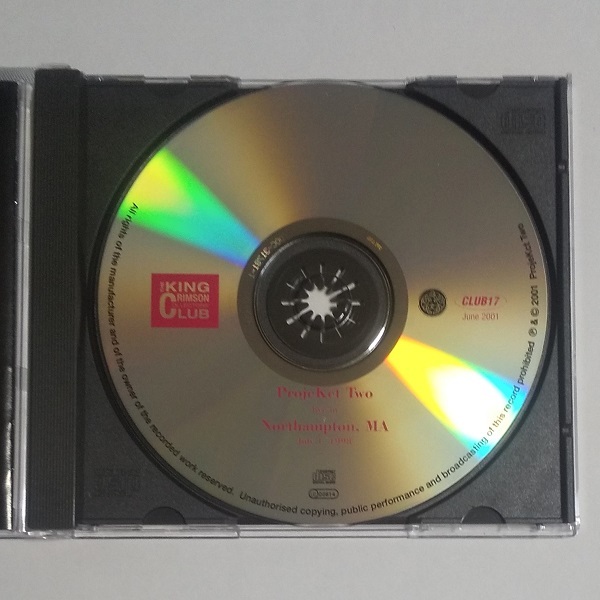 THE KING
CRIMSON
CLUB
CLUB17
June 2001
ProjeKct Two
Northampton, MA
All rights of the manufacturer and of the owner of the recorded work reserved. Unauthorised copying, public performance and broadcasting of this record prohibited ℗ & © 2001 ProjeKct Two